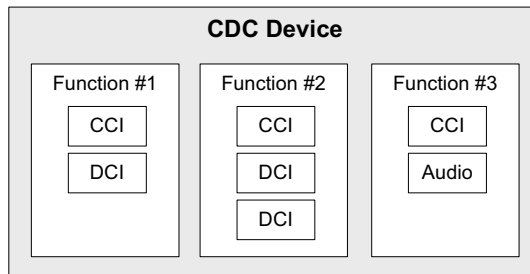 CDC Device
Function #1
CCI
DCI
Function #2
CCI
DCI
DCI
Function #3
CCI
Audio